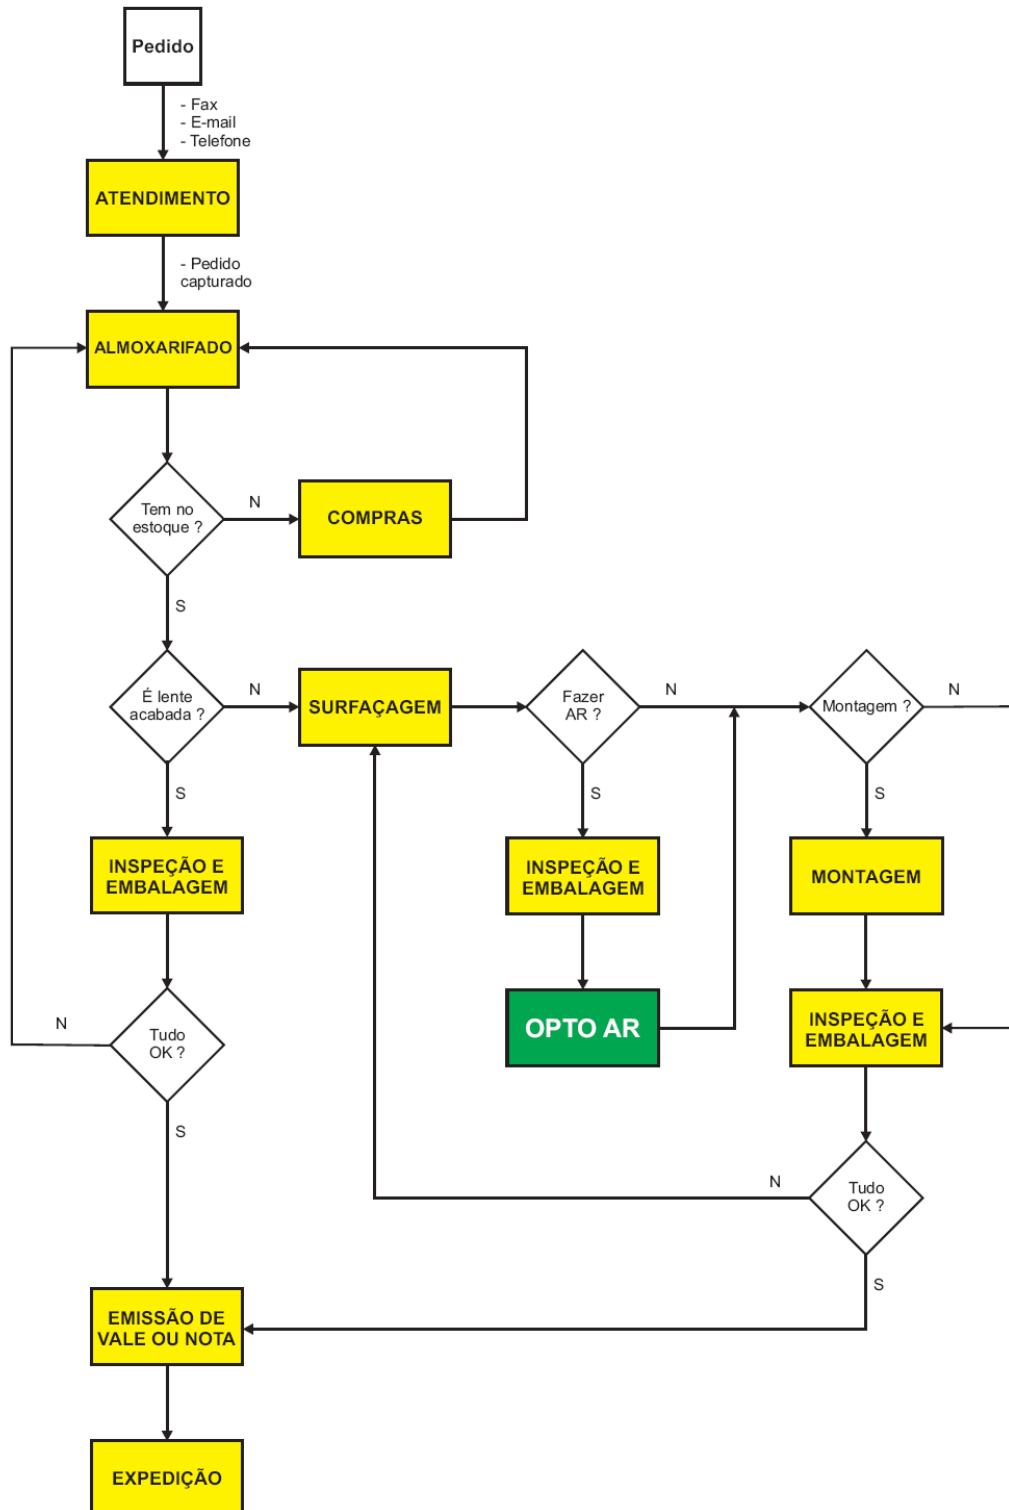 Pedido
- Fax
- E-mail
- Telefone
ATENDIMENTO
- Pedido
capturado
ALMOXARIFADO
Tem no
estoque ?
N
COMPRAS
S
É lente
acabada ?
N
SURFAÇAGEM
Fazer
AR ?
N
Montagem ?
N
S
S
S
INSPEÇÃO E
EMBALAGEM
INSPEÇÃO E
EMBALAGEM
MONTAGEM
OPTO AR
INSPEÇÃO E
EMBALAGEM
N
Tudo
OK ?
S
N
Tudo
OK ?
S
EMISSÃO DE
VALE OU NOTA
EXPEDIÇÃO